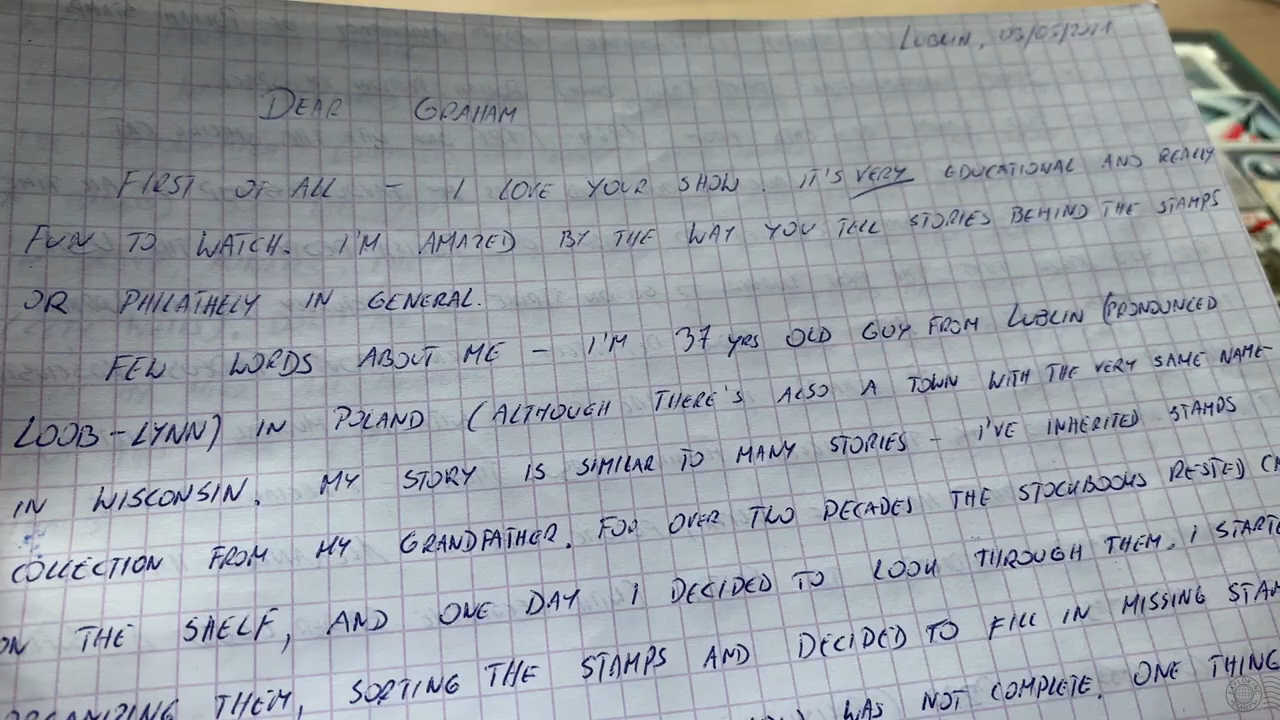 LUBLIN, 03/05/2021
DEAR GRAHAM
FIRST OF ALL – I LOVE YOUR SHOW. IT'S VERY EDUCATIONAL AND REALLY
FUN TO WATCH. I'M AMAZED BY THE WAY YOU TELL STORIES BEHIND THE STAMPS
OR PHILATHELY IN GENERAL.
FEW WORDS ABOUT ME – I'M 37 yrs OLD GUY FROM LUBLIN (PRONOUNCED
LOOB-LYNN) IN POLAND (ALTHOUGH THERE'S ALSO A TOWN WITH THE VERY SAME NAME
IN WISCONSIN. MY STORY IS SIMILAR TO MANY STORIES – I'VE INHERITED STAMPS
COLLECTION FROM MY GRANDFATHER. FOR OVER TWO DECADES THE STOCKBOOKS RESTED
ON THE SHELF, AND ONE DAY I DECIDED TO LOOK THROUGH THEM. I STARTE
ORGANIZING THEM, SORTING THE STAMPS AND DECIDED TO FILL IN MISSING STAM
WAS NOT COMPLETE. ONE THING